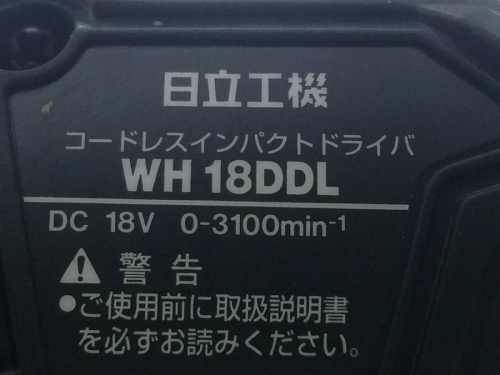 日立工機
コードレスインパクトドライバ
WH 18DDL
DC 18V 0-3100min-1
警告
●ご使用前に取扱説明書
を必ずお読みください。